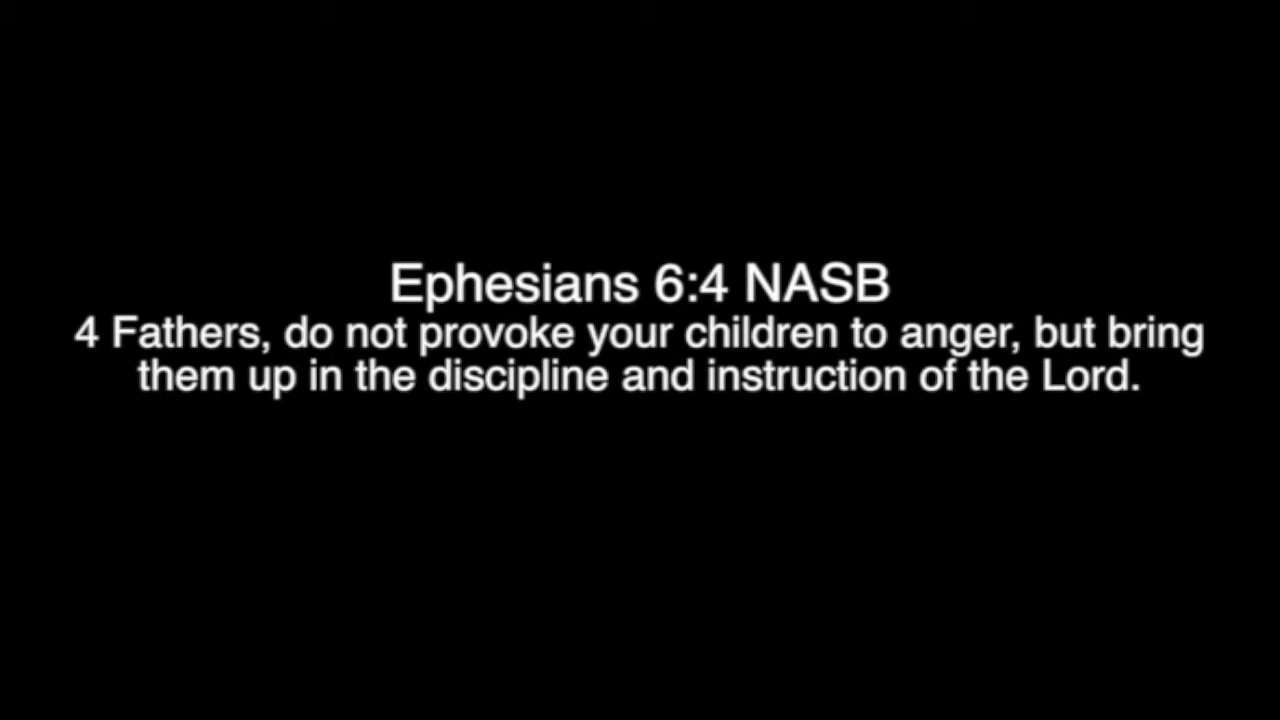 Ephesians 6:4 NASB
4 Fathers, do not provoke your children to anger, but bring
them up in the discipline and instruction of the Lord.